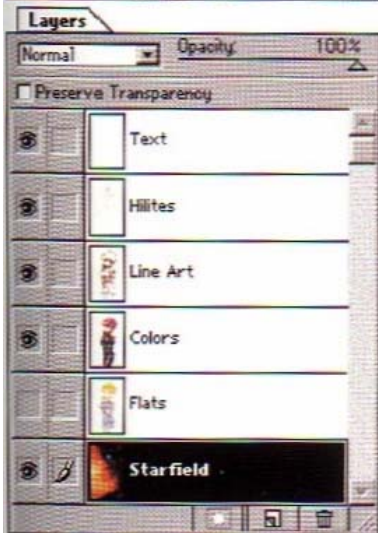 Layers
Normal Opacity: 100%
Preserve Transparency
Text
Hilites
Line Art
Colors
Flats
Starfield